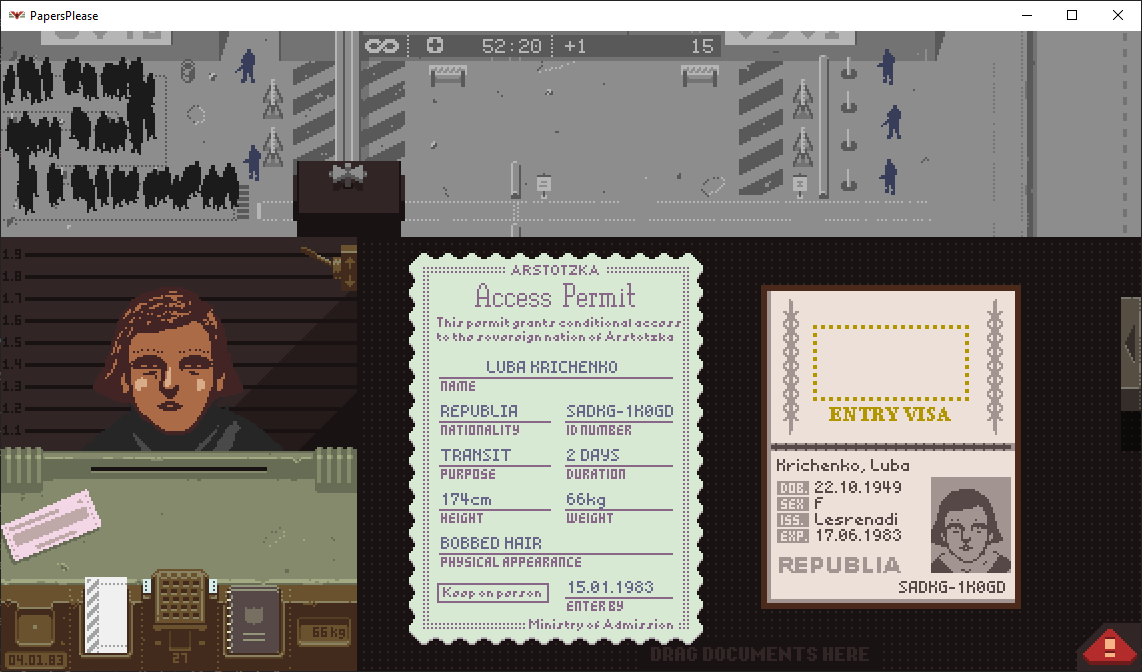 PapersPlease
52:20 +1 15
1.9
1.8
1.7
1.6
1.5
1.4
1.3
1.2
1.1
ARSTOTZKA
Access Permit
This permit grants conditional access
to the sovereign nation of Arstotzka
LUBA KRICHENKO
NAME
REPUBLIA SADKG-1K0GD
NATIONALITY ID NUMBER
TRANSIT 2 DAYS
PURPOSE DURATION
174cm 66kg
HEIGHT WEIGHT
BOBBED HAIR
PHYSICAL APPEARANCE
Keep on person 15.01.1983
ENTER BY
Ministry of Admission
ENTRY VISA
Krichenko, Luba
DOB. 22.10.1949
SEX F
ISS. Lesrenadi
EXP. 17.06.1983
REPUBLIA
SADKG-1K0GD
66kg
04.01.83
27
DRAG DOCUMENTS HERE